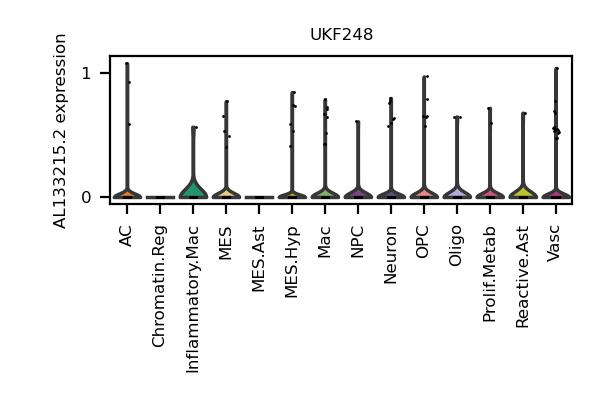 UKF248
AL133215.2 expression
1
0
AC
Chromatin.Reg
Inflammatory.Mac
MES
MES.Ast
MES.Hyp
Mac
NPC
Neuron
OPC
Oligo
Prolif.Metab
Reactive.Ast
Vasc